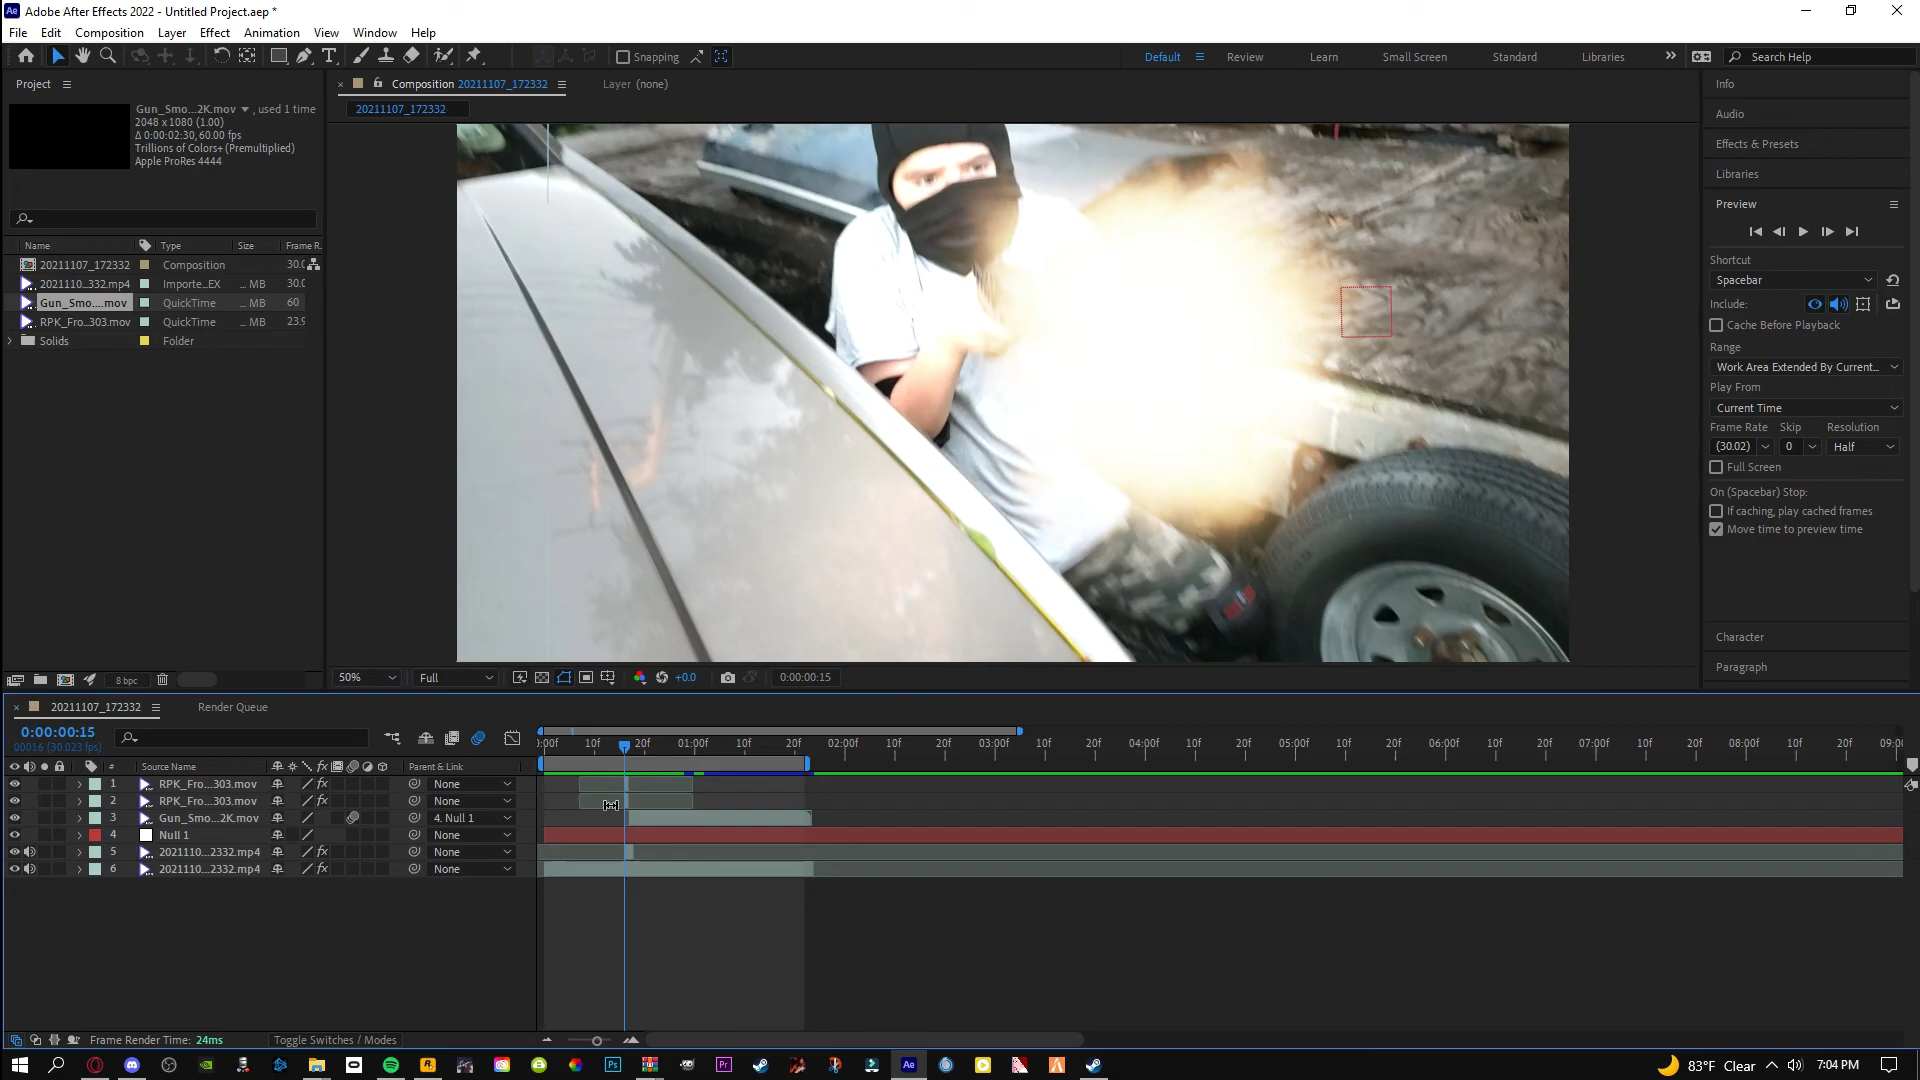 Adobe After Effects 2022 - Untitled Project.aep *
File Edit Composition Layer Effect Animation View Window Help
Snapping
Default Review Learn Small Screen Standard Libraries Search Help
Project
Composition 20211107_172332
Layer (none)
Info
Gun_Smo...2K.mov , used 1 time
2048 x 1080 (1.00)
Δ 0:00:02:30, 60.00 fps
Trillions of Colors+ (Premultiplied)
Apple ProRes 4444
20211107_172332
Audio
Effects & Presets
Libraries
Preview
Name Type Size Frame R..
20211107_172332 Composition 30.0
2021110...332.mp4 Importe...EX ... MB 30.0
Gun_Smo....mov QuickTime ... MB 60
RPK_Fro...303.mov QuickTime ... MB 23.9
Solids Folder
Shortcut
Spacebar
Include:
Cache Before Playback
Range
Work Area Extended By Current...
Play From
Current Time
Frame Rate Skip Resolution
(30.02) 0 Half
Full Screen
On (Spacebar) Stop:
If caching, play cached frames
Move time to preview time
Character
Paragraph
8 bpc
50% Full +0.0 0:00:00:15
20211107_172332 Render Queue
0:00:00:15
00016 (30.023 fps)
):00f 10f 20f 01:00f 10f 20f 02:00f 10f 20f 03:00f 10f 20f 04:00f 10f 20f 05:00f 10f 20f 06:00f 10f 20f 07:00f 10f 20f 08:00f 10f 20f 09:0(
# Source Name Parent & Link
1 RPK_Fro...303.mov None
2 RPK_Fro...303.mov None
3 Gun_Smo...2K.mov 4. Null 1
4 Null 1 None
5 2021110...2332.mp4 None
6 2021110...2332.mp4 None
Frame Render Time: 24ms Toggle Switches / Modes
83°F Clear 7:04 PM